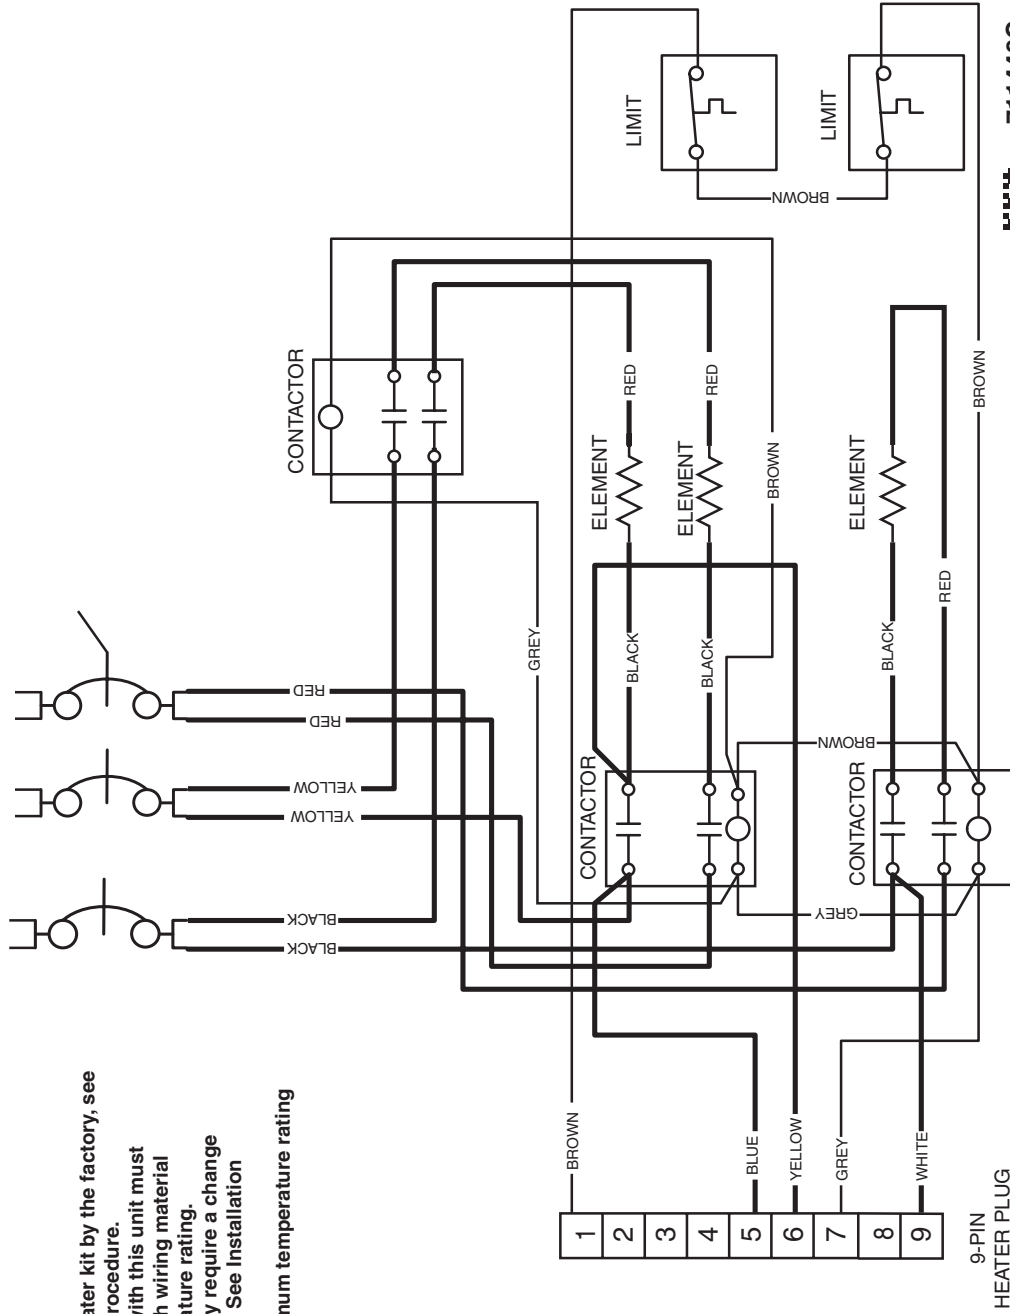 ater kit by the factory, see
rocedure.
with this unit must
h wiring material
ature rating.
y require a change
See Installation
mum temperature rating
CONTACTOR
LIMIT
LIMIT
BROWN
RED
RED
YELLOW
YELLOW
BLACK
BLACK
GREY
ELEMENT
RED
ELEMENT
RED
BROWN
BLACK
BLACK
ELEMENT
BLACK
RED
BROWN
CONTACTOR
BROWN
CONTACTOR
GREY
BROWN
BLUE
YELLOW
GREY
WHITE
1
2
3
4
5
6
7
8
9
9-PIN
HEATER PLUG